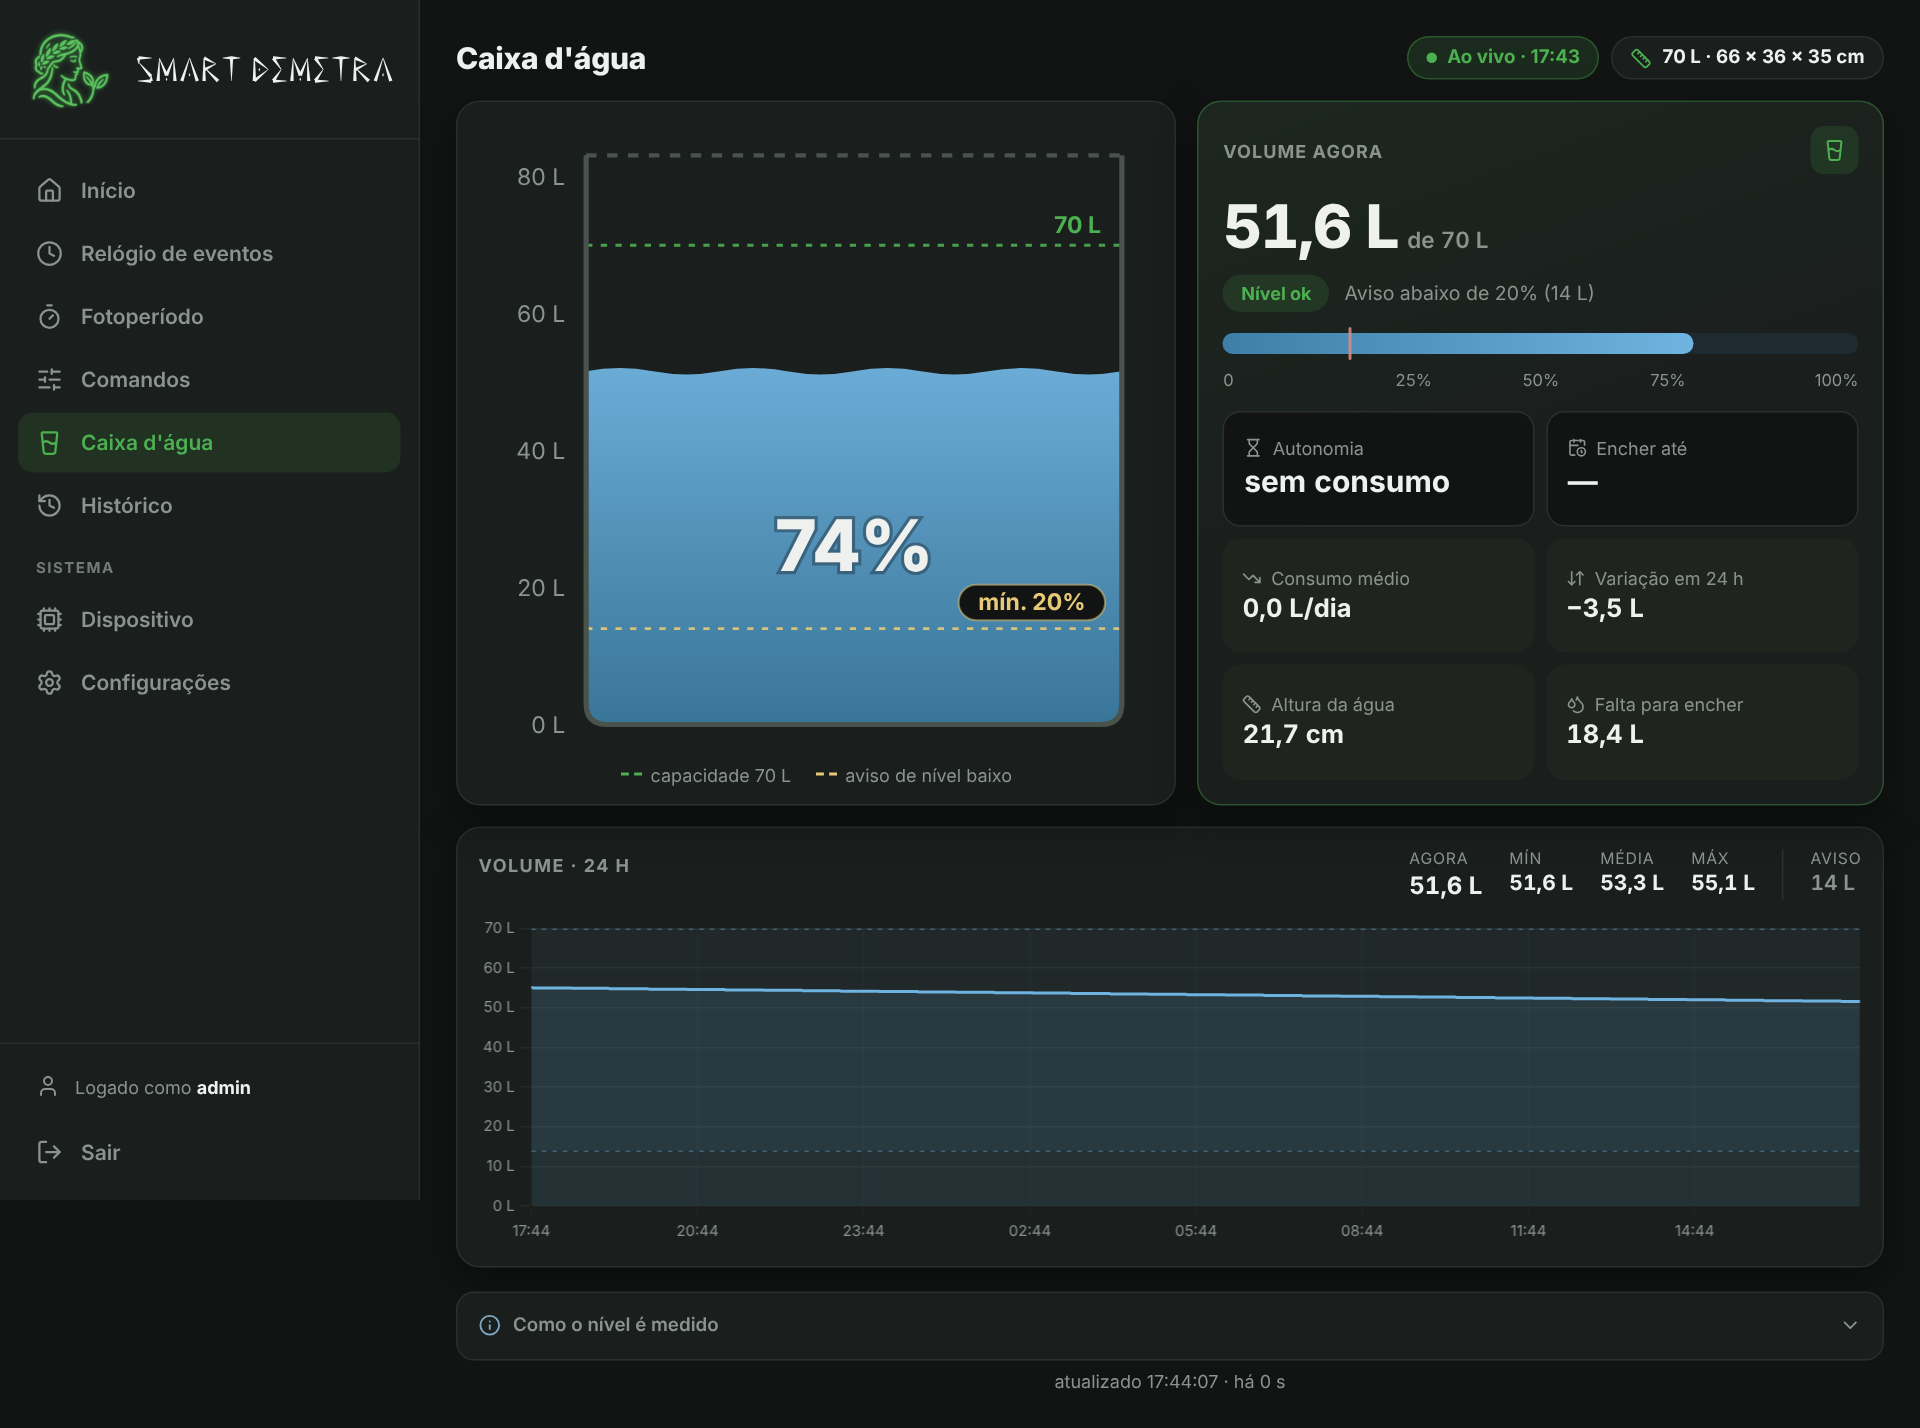 SMART DEMETRA
Início
Relógio de eventos
Fotoperíodo
Comandos
Caixa d'água
Histórico
SISTEMA
Dispositivo
Configurações
Logado como admin
Sair
Caixa d'água
Ao vivo · 17:43
70 L · 66 × 36 × 35 cm
80 L
60 L
40 L
20 L
0 L
70 L
74%
mín. 20%
capacidade 70 L
aviso de nível baixo
VOLUME AGORA
51,6 L de 70 L
Nível ok
Aviso abaixo de 20% (14 L)
0 25% 50% 75% 100%
Autonomia
sem consumo
Encher até
—
Consumo médio
0,0 L/dia
Variação em 24 h
−3,5 L
Altura da água
21,7 cm
Falta para encher
18,4 L
VOLUME · 24 H
AGORA MÍN MÉDIA MÁX AVISO
51,6 L 51,6 L 53,3 L 55,1 L 14 L
70 L
60 L
50 L
40 L
30 L
20 L
10 L
0 L
17:44 20:44 23:44 02:44 05:44 08:44 11:44 14:44
Como o nível é medido
atualizado 17:44:07 · há 0 s